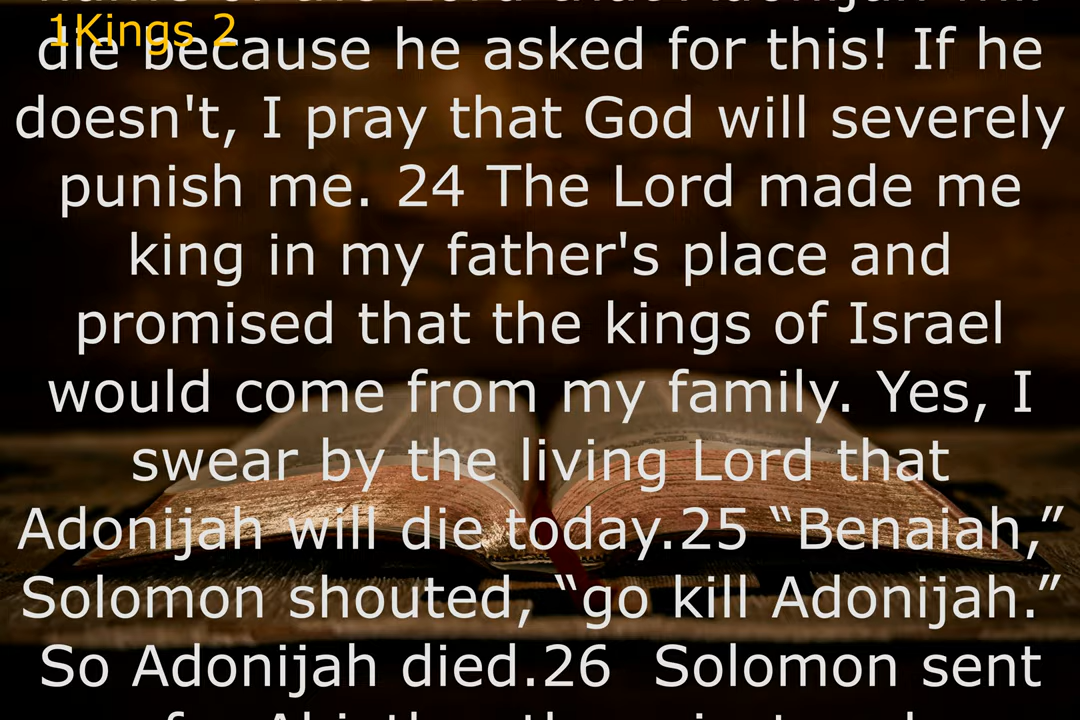 1Kings 2
die because he asked for this! If he
doesn't, I pray that God will severely
punish me. 24 The Lord made me
king in my father's place and
promised that the kings of Israel
would come from my family. Yes, I
swear by the living Lord that
Adonijah will die today.25 “Benaiah,”
Solomon shouted, “go kill Adonijah.”
So Adonijah died.26  Solomon sent